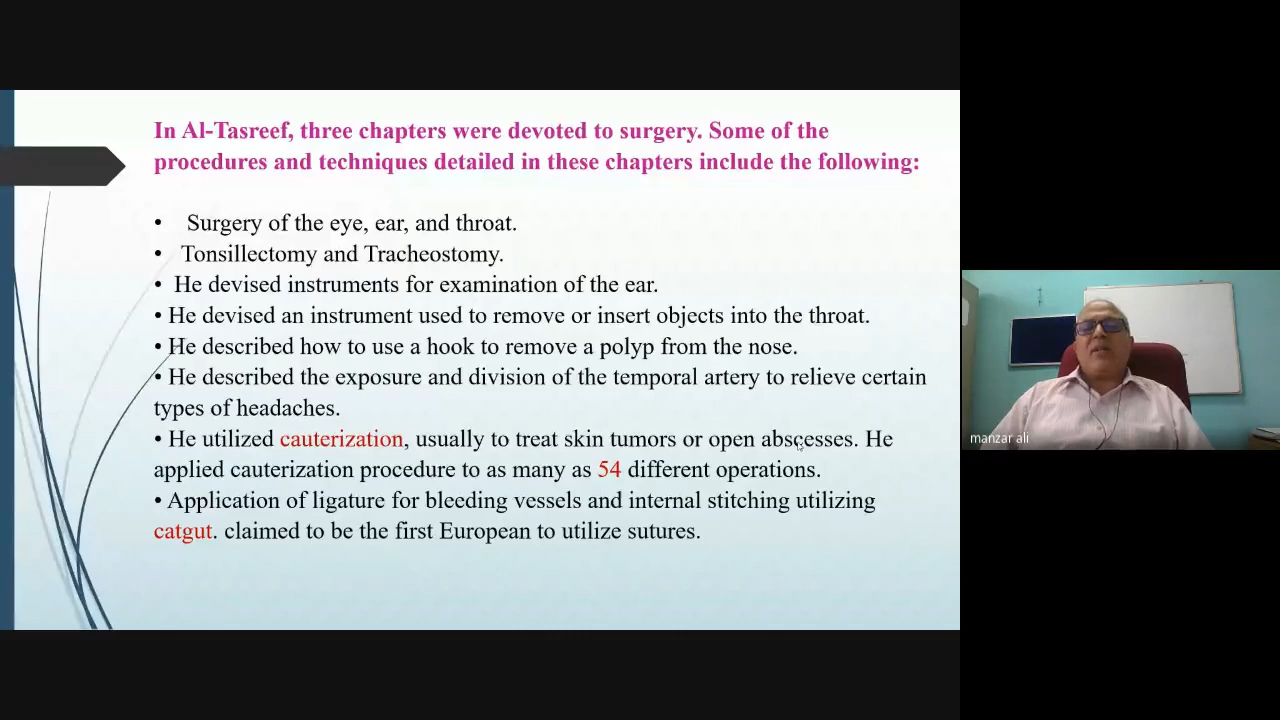 In Al-Tasreef, three chapters were devoted to surgery. Some of the
procedures and techniques detailed in these chapters include the following:
• Surgery of the eye, ear, and throat.
• Tonsillectomy and Tracheostomy.
• He devised instruments for examination of the ear.
• He devised an instrument used to remove or insert objects into the throat.
• He described how to use a hook to remove a polyp from the nose.
• He described the exposure and division of the temporal artery to relieve certain
types of headaches.
• He utilized cauterization, usually to treat skin tumors or open abscesses. He
applied cauterization procedure to as many as 54 different operations.
• Application of ligature for bleeding vessels and internal stitching utilizing
catgut. claimed to be the first European to utilize sutures.
manzar ali